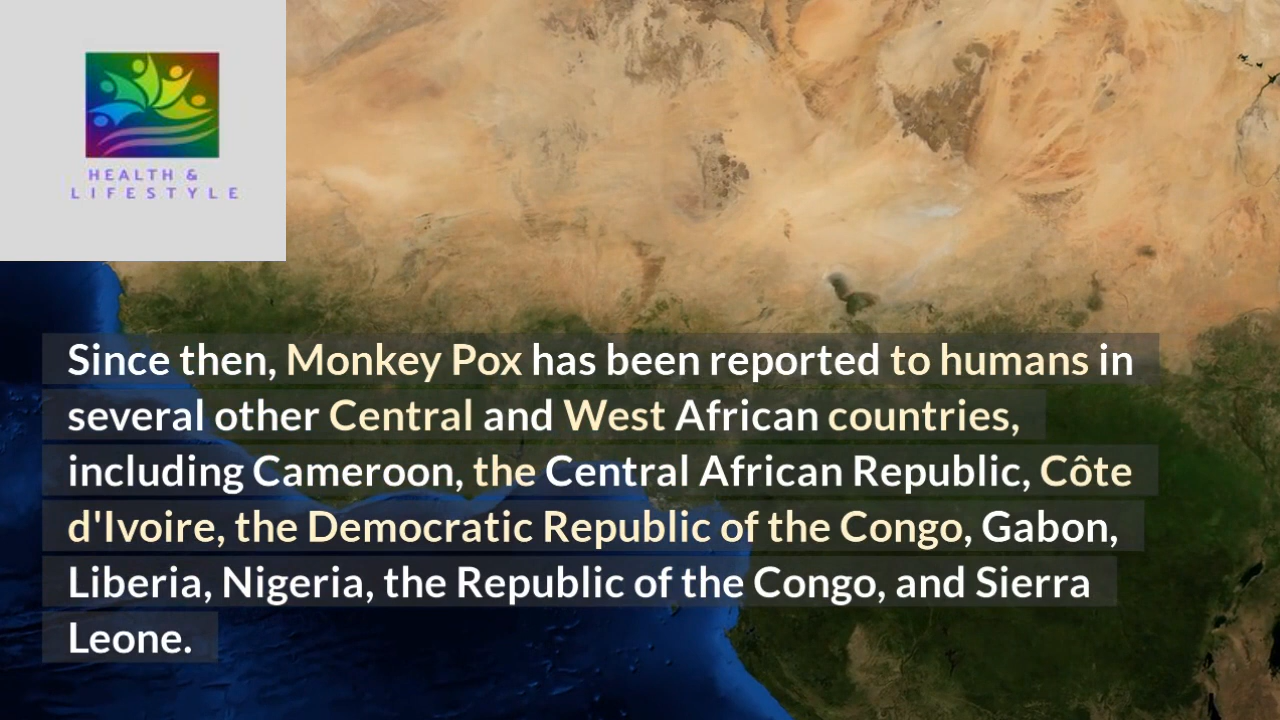 HEALTH &
LIFESTYLE
Since then, Monkey Pox has been reported to humans in
several other Central and West African countries,
including Cameroon, the Central African Republic, Côte
d'Ivoire, the Democratic Republic of the Congo, Gabon,
Liberia, Nigeria, the Republic of the Congo, and Sierra
Leone.